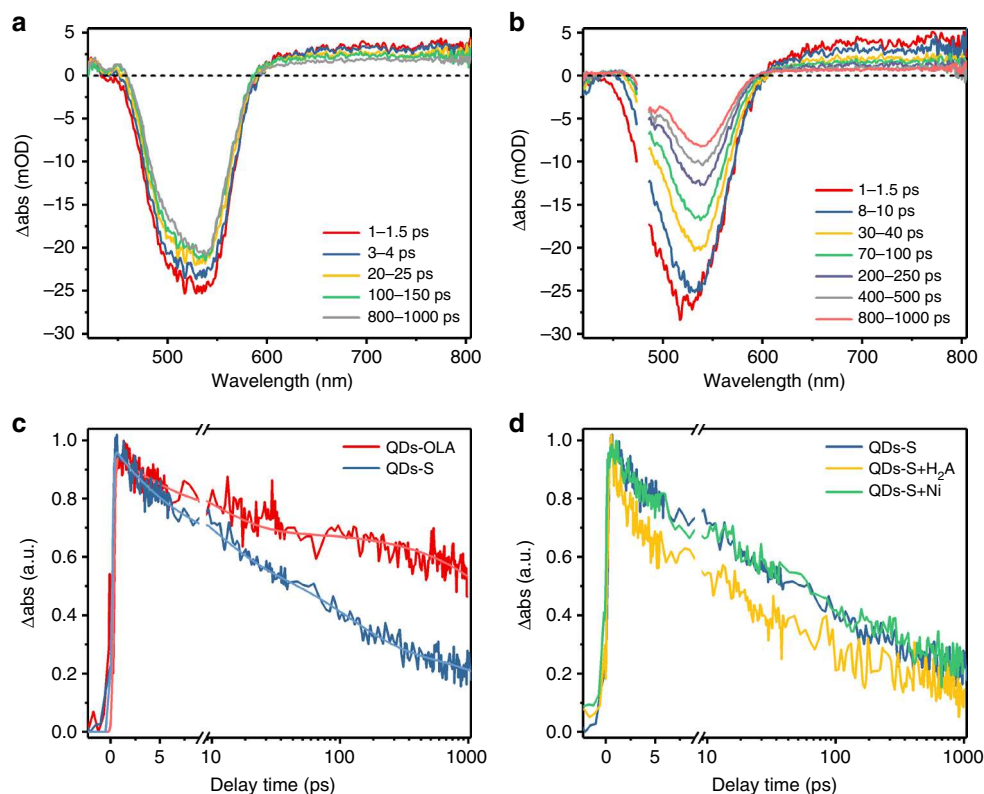 a
5
0
−5
−10
−15
−20
−25
−30
Δabs (mOD)
500
600
700
800
Wavelength (nm)
1–1.5 ps
3–4 ps
20–25 ps
100–150 ps
800–1000 ps
b
5
0
−5
−10
−15
−20
−25
−30
Δabs (mOD)
500
600
700
800
Wavelength (nm)
1–1.5 ps
8–10 ps
30–40 ps
70–100 ps
200–250 ps
400–500 ps
800–1000 ps
c
1.0
0.8
0.6
0.4
0.2
0.0
Δabs (a.u.)
0
5
10
100
1000
Delay time (ps)
QDs-OLA
QDs-S
d
1.0
0.8
0.6
0.4
0.2
0.0
Δabs (a.u.)
0
5
10
100
1000
Delay time (ps)
QDs-S
QDs-S+H₂A
QDs-S+Ni